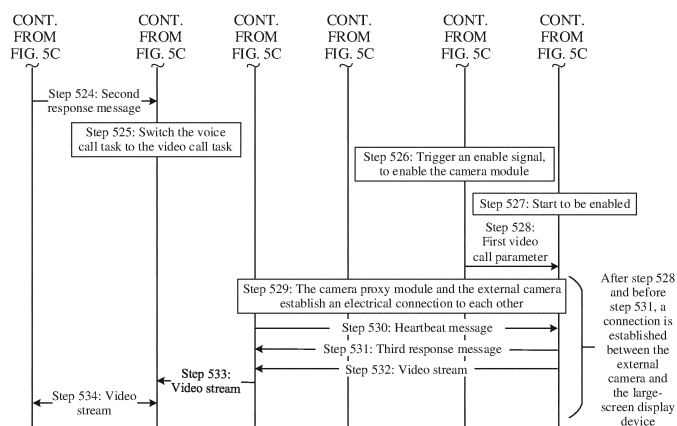 CONT. FROM FIG. 5C
CONT. FROM FIG. 5C
CONT. FROM FIG. 5C
CONT. FROM FIG. 5C
CONT. FROM FIG. 5C
CONT. FROM FIG. 5C
Step 524: Second
response message
Step 525: Switch the voice
call task to the video call task
Step 526: Trigger an enable signal,
to enable the camera module
Step 527: Start to be enabled
Step 528:
First video
call parameter
Step 529: The camera proxy module and the external camera
establish an electrical connection to each other
Step 530: Heartbeat message
Step 531: Third response message
Step 532: Video stream
Step 533:
Video stream
Step 534: Video
stream
After step 528
and before
step 531, a
connection is
established
between the
external
camera and
the large-
screen display
device